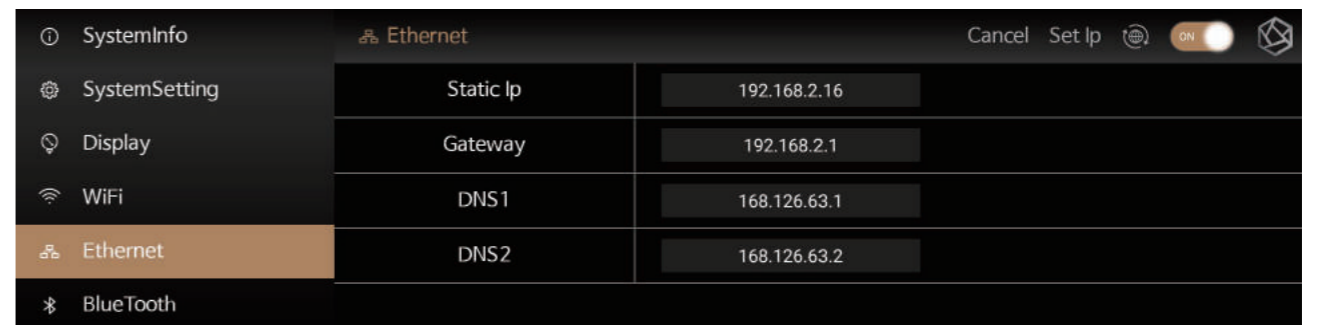 SystemInfo
Ethernet
Cancel Set Ip ON
SystemSetting
Static Ip 192.168.2.16
Display
Gateway 192.168.2.1
WiFi
DNS1 168.126.63.1
Ethernet
DNS2 168.126.63.2
BlueTooth